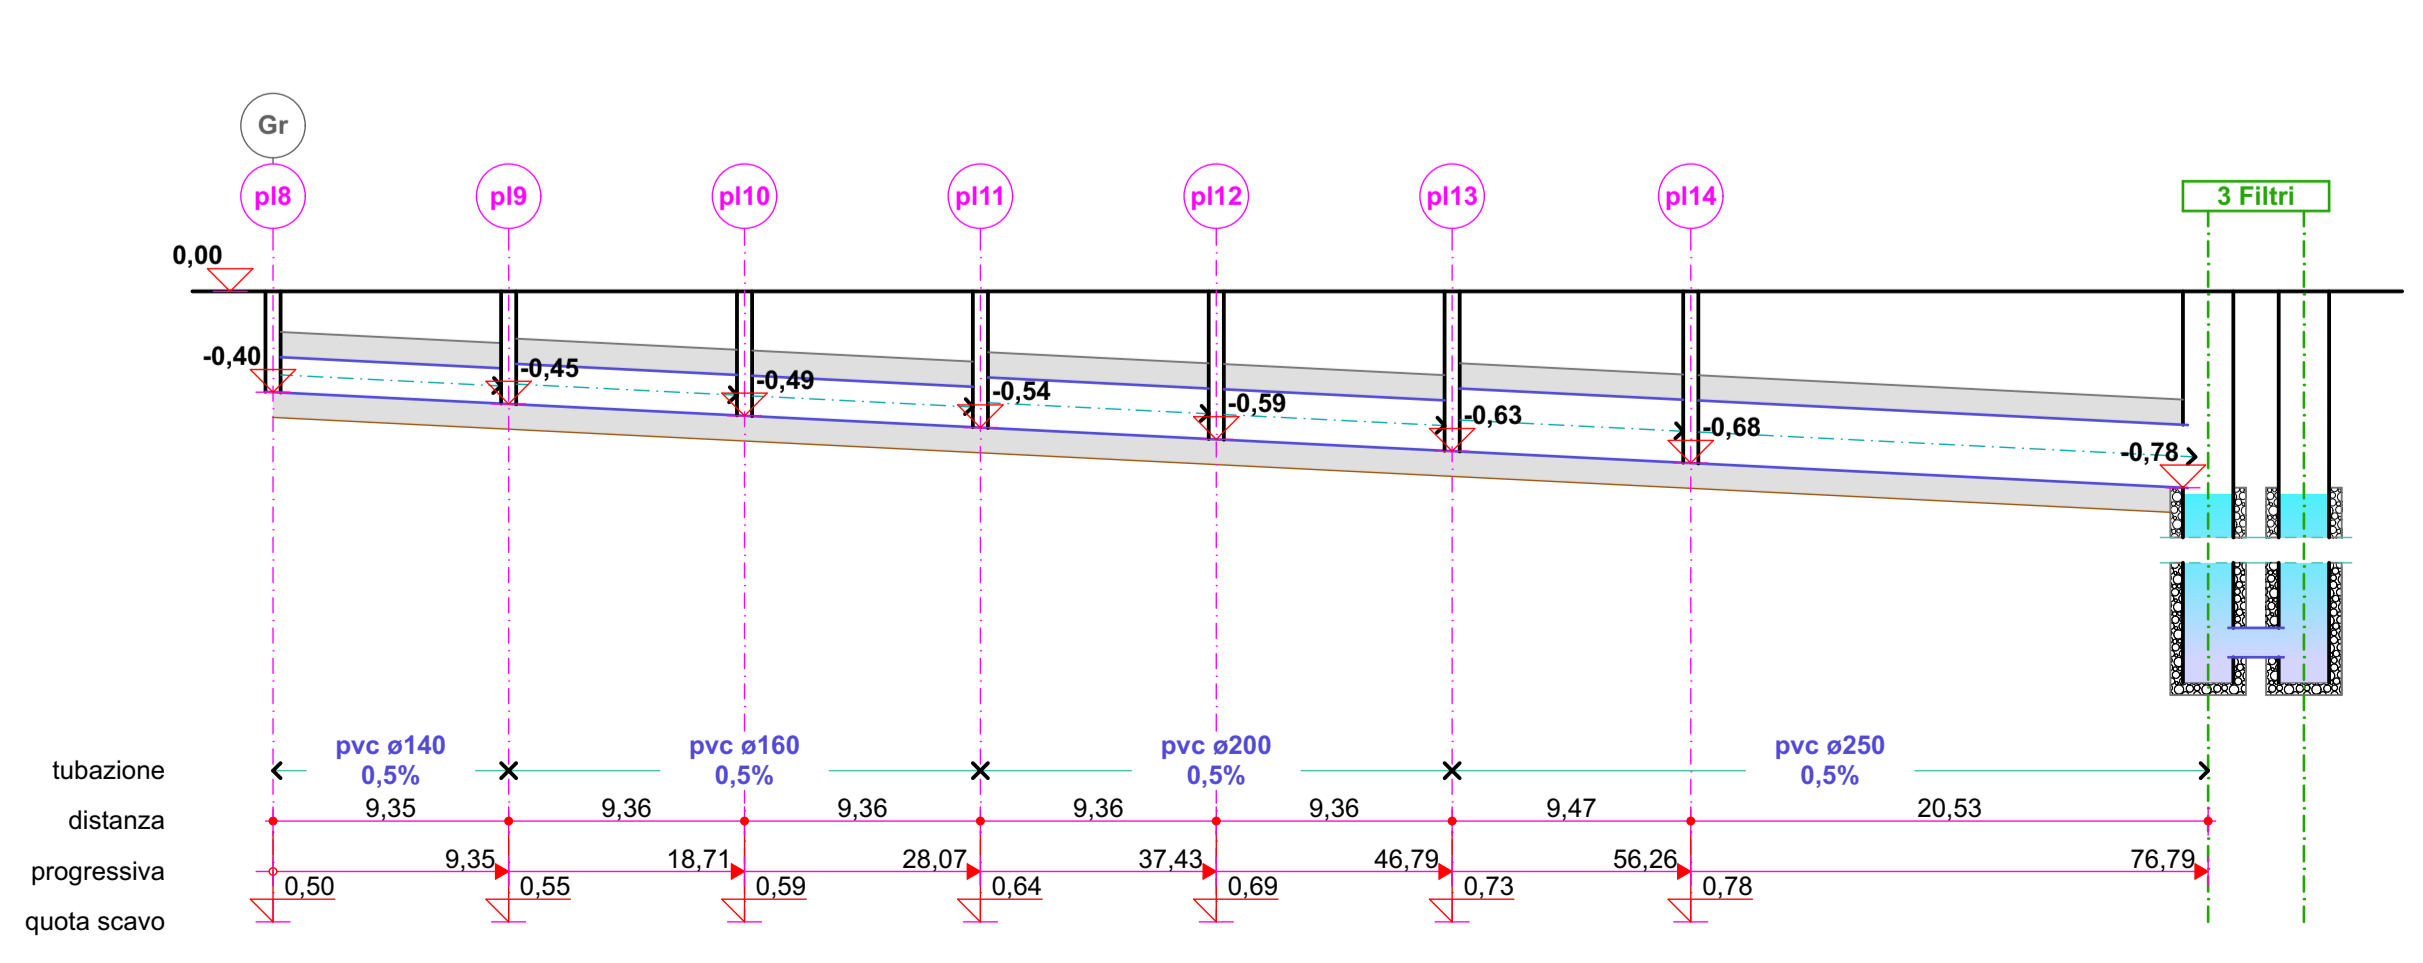 Gr
pl8 pl9 pl10 pl11 pl12 pl13 pl14 3 Filtri
0,00
-0,40 -0,45 -0,49 -0,54 -0,59 -0,63 -0,68 -0,78
pvc ø140 pvc ø160 pvc ø200 pvc ø250
tubazione 0,5% 0,5% 0,5% 0,5%
distanza 9,35 9,36 9,36 9,36 9,36 9,47 20,53
progressiva 9,35 18,71 28,07 37,43 46,79 56,26 76,79
quota scavo 0,50 0,55 0,59 0,64 0,69 0,73 0,78